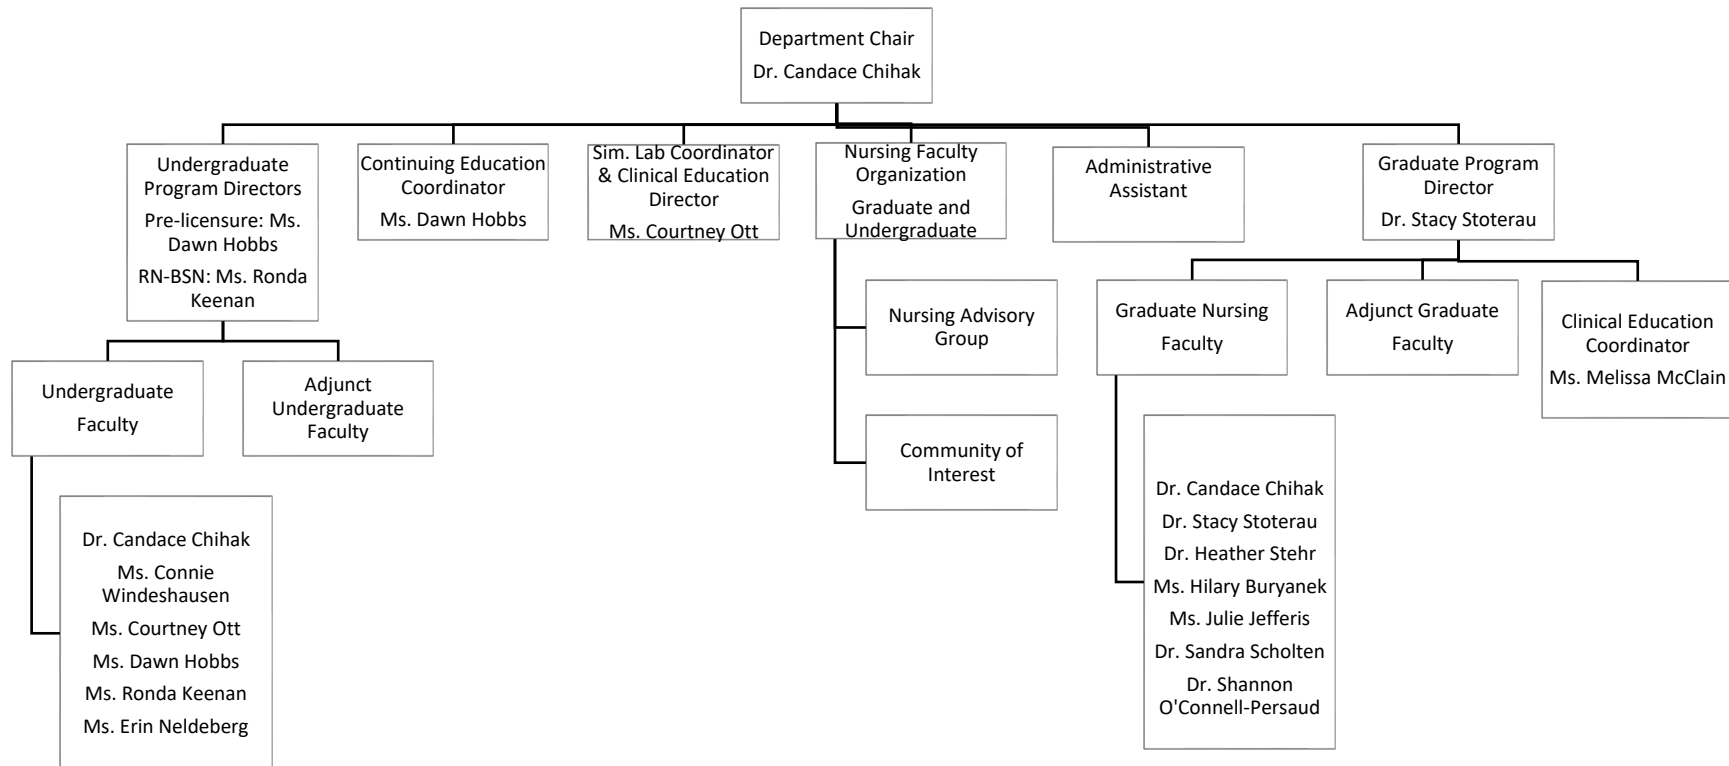 Department Chair
Dr. Candace Chihak
Undergraduate
Program Directors
Pre-licensure: Ms.
Dawn Hobbs
RN-BSN: Ms. Ronda
Keenan
Continuing Education
Coordinator
Ms. Dawn Hobbs
Sim. Lab Coordinator
& Clinical Education
Director
Ms. Courtney Ott
Nursing Faculty
Organization
Graduate and
Undergraduate
Administrative
Assistant
Graduate Program
Director
Dr. Stacy Stoterau
Undergraduate
Faculty
Adjunct
Undergraduate
Faculty
Nursing Advisory
Group
Community of
Interest
Graduate Nursing
Faculty
Adjunct Graduate
Faculty
Clinical Education
Coordinator
Ms. Melissa McClain
Dr. Candace Chihak
Ms. Connie
Windeshausen
Ms. Courtney Ott
Ms. Dawn Hobbs
Ms. Ronda Keenan
Ms. Erin Neldeberg
Dr. Candace Chihak
Dr. Stacy Stoterau
Dr. Heather Stehr
Ms. Hilary Buryanek
Ms. Julie Jefferis
Dr. Sandra Scholten
Dr. Shannon
O'Connell-Persaud